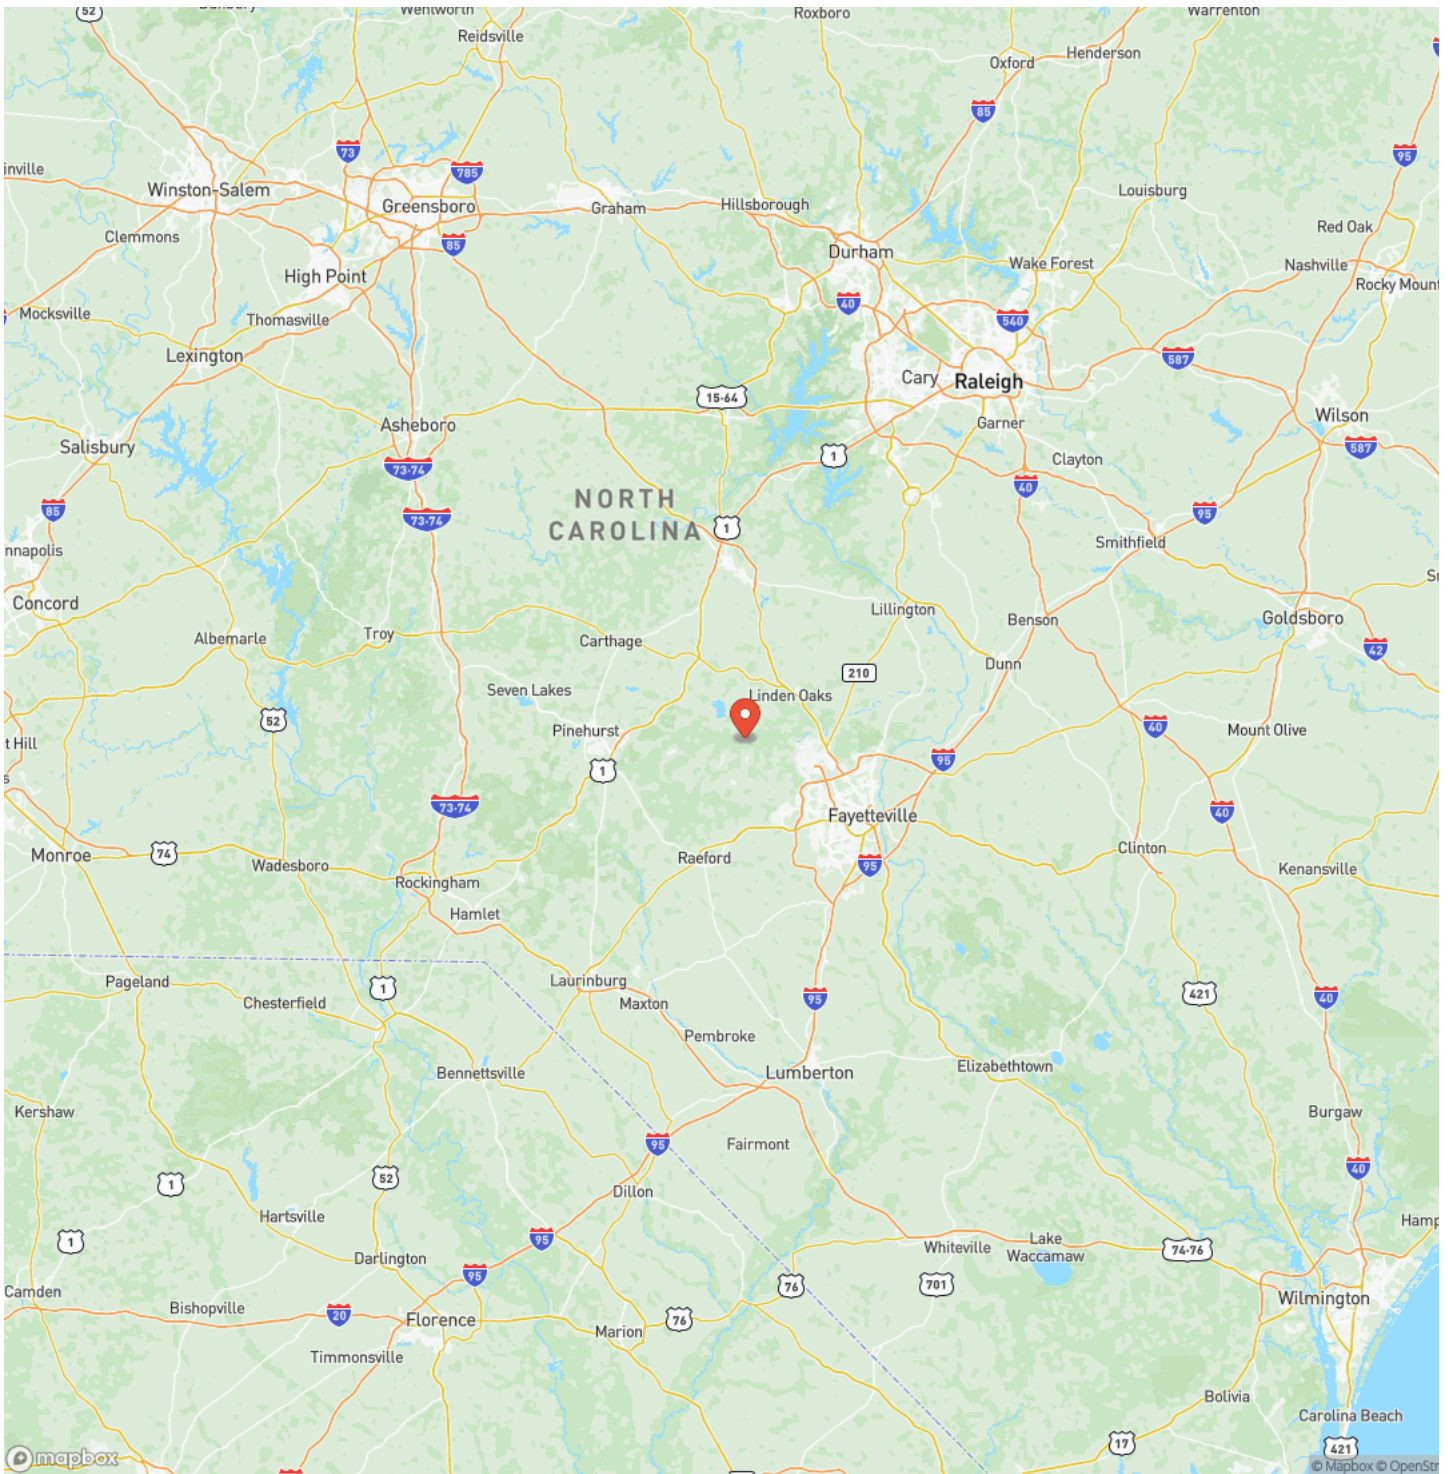 52
Wentworth
Roxboro
Warrenton
Reidsville
Henderson
Oxford
85
73
95
785
Winston-Salem
Louisburg
Greensboro
Graham
Hillsborough
Red Oak
Clemmons
85
Durham
Wake Forest
Nashville
High Point
Rocky Mount
40
Mocksville
Thomasville
540
Lexington
587
Cary
Raleigh
15-64
Asheboro
Wilson
Garner
Salisbury
587
1
Clayton
73-74
40
NORTH
CAROLINA
85
95
73-74
1
nnapolis
Smithfield
Concord
Lillington
Benson
Goldsboro
Albemarle
Troy
Carthage
42
Dunn
210
Seven Lakes
Linden Oaks
52
Pinehurst
40
Mount Olive
t Hill
95
1
73-74
40
Fayetteville
Monroe
74
Raeford
Clinton
Wadesboro
95
Kenansville
Rockingham
Hamlet
Pageland
Laurinburg
1
421
Chesterfield
Maxton
95
40
Pembroke
Bennettsville
Lumberton
Elizabethtown
Kershaw
Burgaw
95
Fairmont
40
1
52
Dillon
Hartsville
1
95
Lake
Waccamaw
Whiteville
74-76
Darlington
95
76
701
Camden
Bishopville
20
Florence
76
Marion
Wilmington
Timmonsville
Bolivia
Carolina Beach
17
421
mapbox
© Mapbox © OpenStr